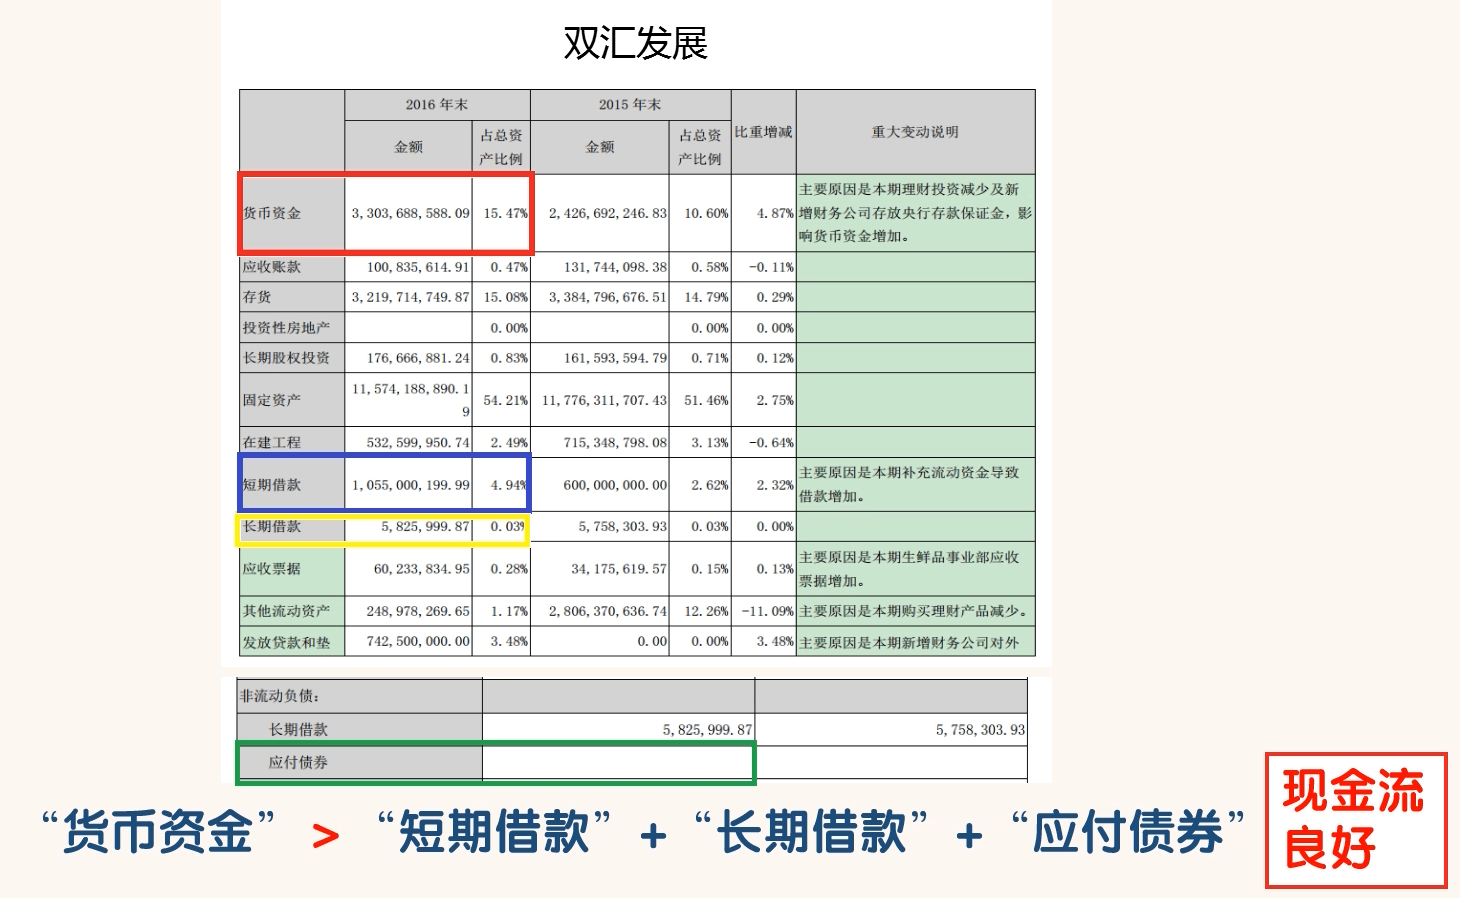 双汇发展
2016 年末 2015 年末 比重增减 重大变动说明
金额 占总资产比例 金额 占总资产比例
货币资金 3,303,688,588.09 15.47% 2,426,692,246.83 10.60% 4.87% 主要原因是本期理财投资减少及新
增财务公司存放央行存款保证金，影
响货币资金增加。
应收账款 100,835,614.91 0.47% 131,744,098.38 0.58% -0.11%
存货 3,219,714,749.87 15.08% 3,384,796,676.51 14.79% 0.29%
投资性房地产 0.00% 0.00% 0.00%
长期股权投资 176,666,881.24 0.83% 161,593,594.79 0.71% 0.12%
固定资产 11,574,188,890.19 54.21% 11,776,311,707.43 51.46% 2.75%
在建工程 532,599,950.74 2.49% 715,348,798.08 3.13% -0.64%
短期借款 1,055,000,199.99 4.94% 600,000,000.00 2.62% 2.32% 主要原因是本期补充流动资金导致
借款增加。
长期借款 5,825,999.87 0.03% 5,758,303.93 0.03% 0.00%
应收票据 60,233,834.95 0.28% 34,175,619.57 0.15% 0.13% 主要原因是本期生鲜品事业部应收
票据增加。
其他流动资产 248,978,269.65 1.17% 2,806,370,636.74 12.26% -11.09% 主要原因是本期购买理财产品减少。
发放贷款和垫 742,500,000.00 3.48% 0.00 0.00% 3.48% 主要原因是本期新增财务公司对外
非流动负债：
长期借款 5,825,999.87 5,758,303.93
应付债券
“货币资金” > “短期借款” + “长期借款” + “应付债券”
现金流
良好